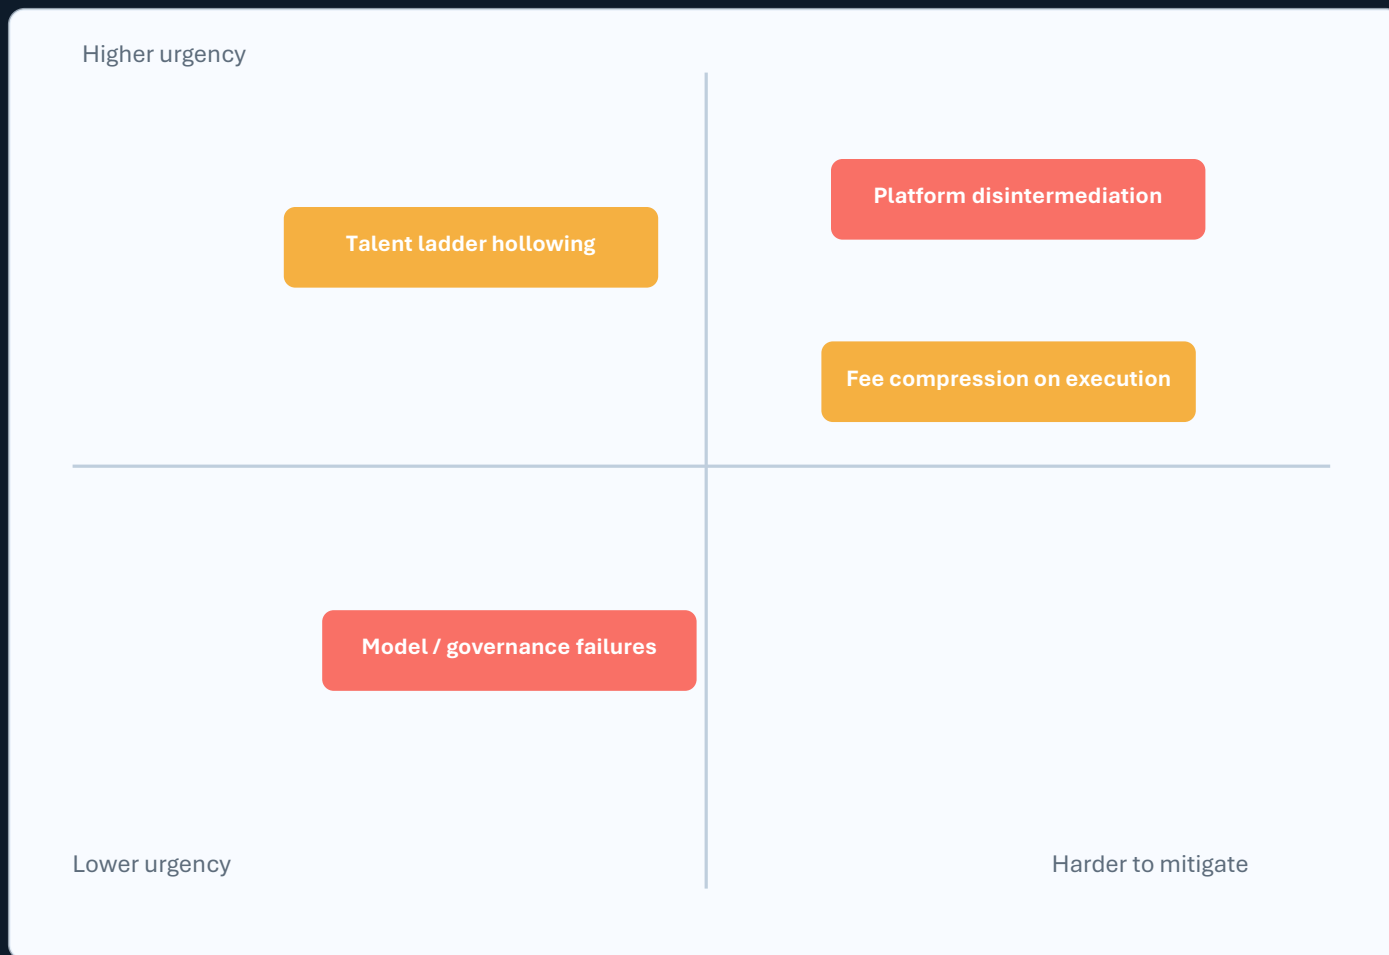 Higher urgency
Platform disintermediation
Talent ladder hollowing
Fee compression on execution
Model / governance failures
Lower urgency
Harder to mitigate